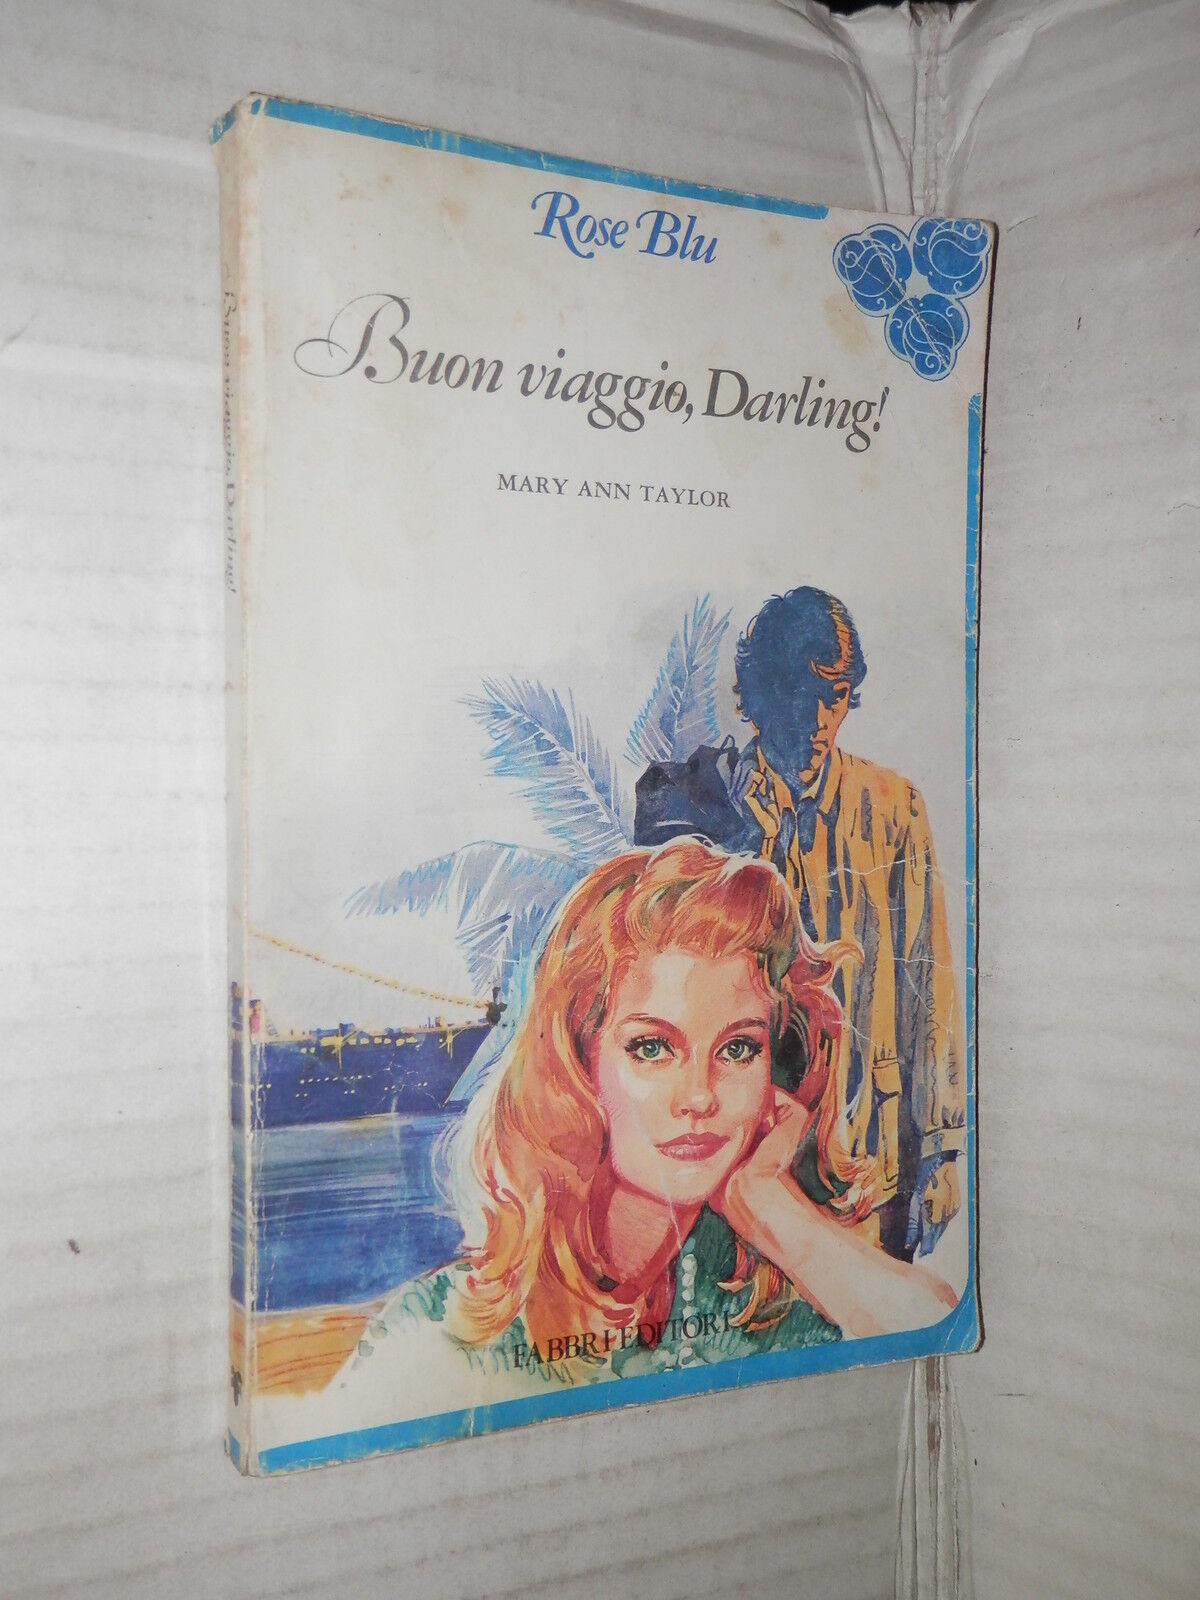 Rose Blu
Buon viaggio, Darling!
MARY ANN TAYLOR
FABBRI EDITORI
Buon viaggio, Darling!